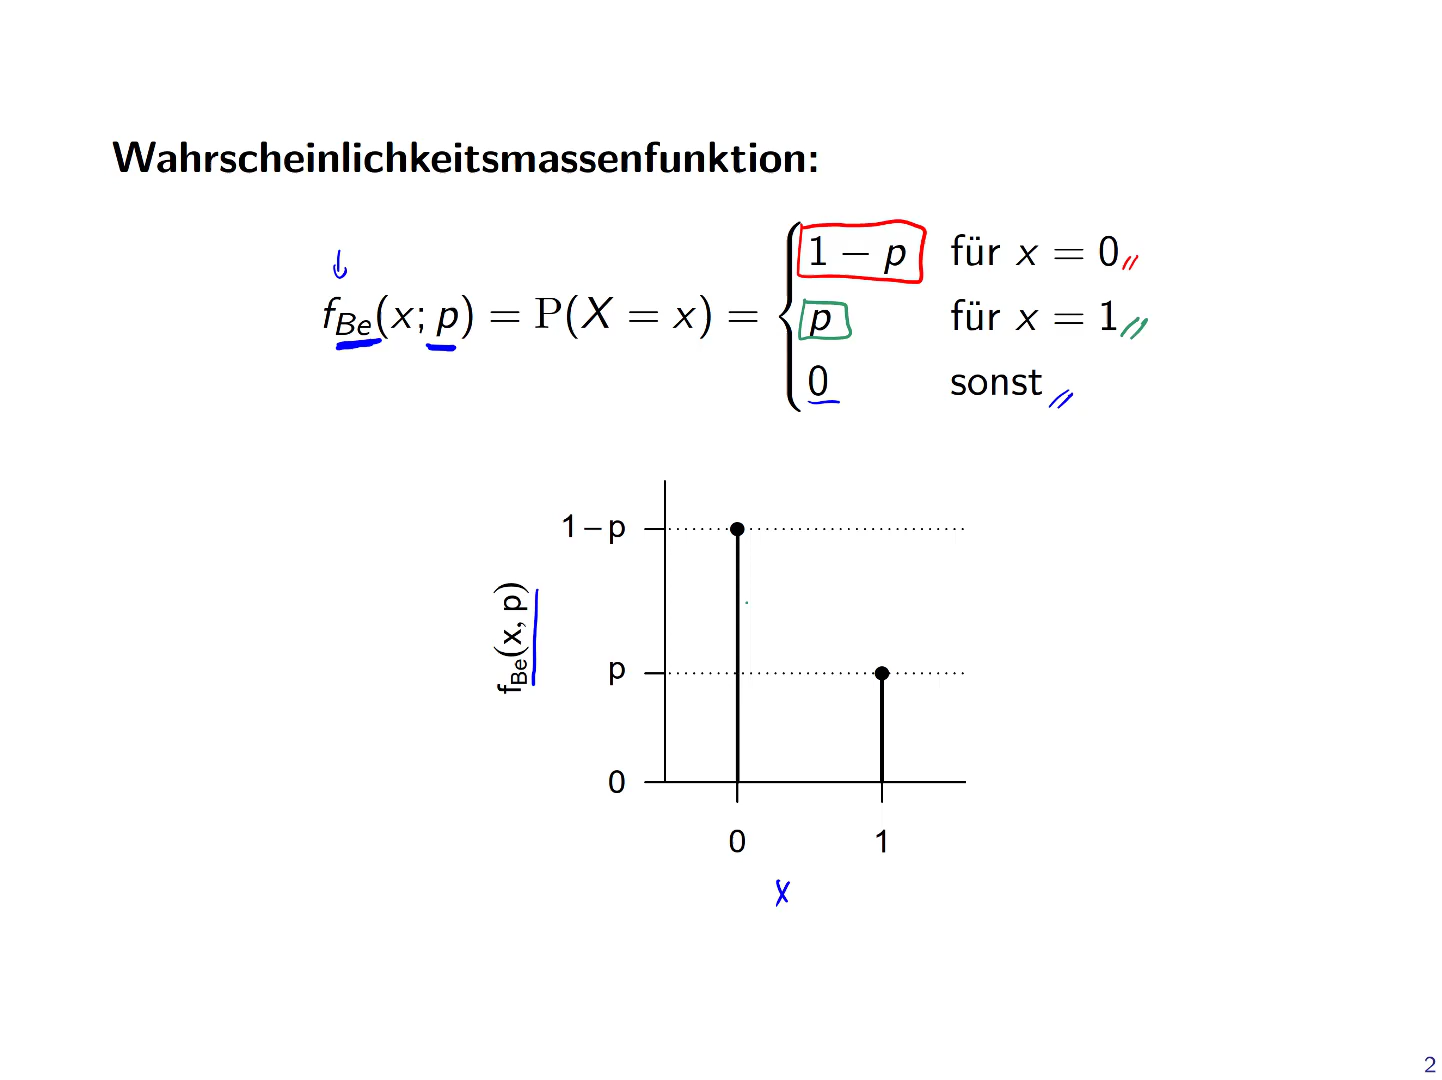 Wahrscheinlichkeitsmassenfunktion:
1 − p für x = 0
f_Be(x; p) = P(X = x) = { p für x = 1
0 sonst
1 − p
f_Be(x, p)
p
0
0 1
x
2